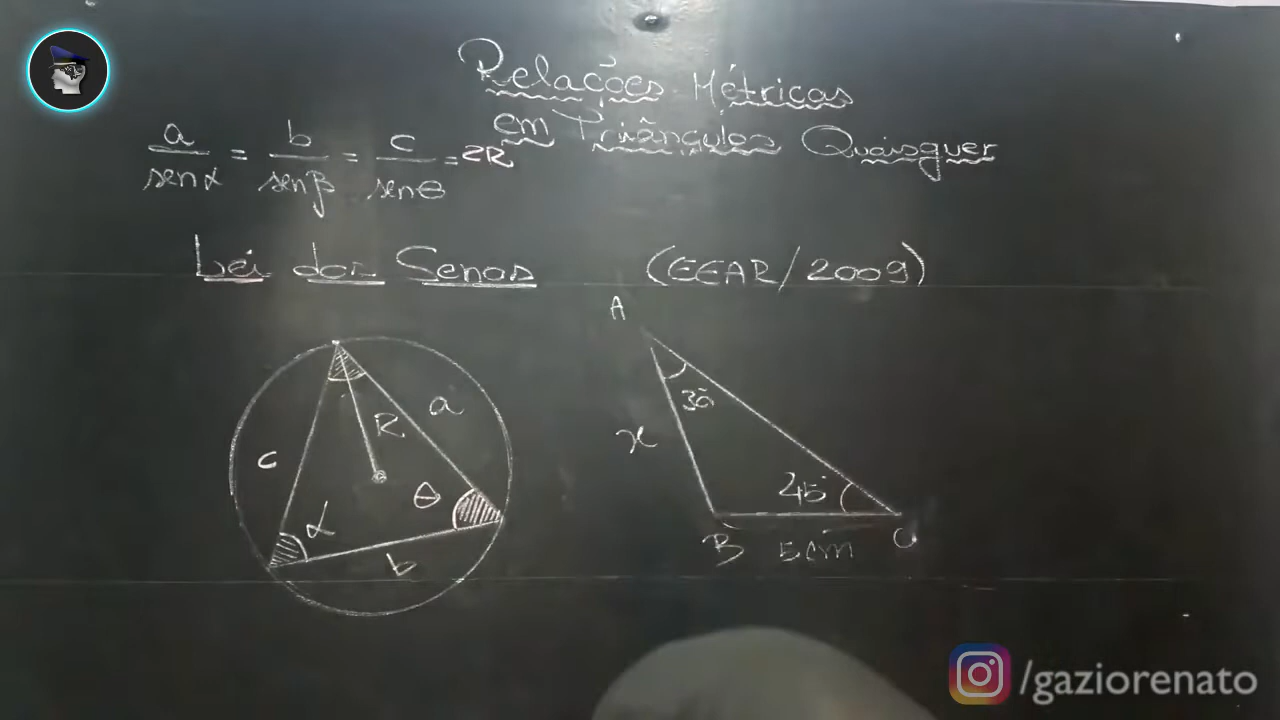 Relações Métricas
em Triângulos Quaisquer
a/senα = b/senβ = c/senθ = 2R
Lei dos Senos
(EEAR/2009)
A
30°
x
45°
B 5cm C
a
R
c
θ
α
b
/gaziorenato